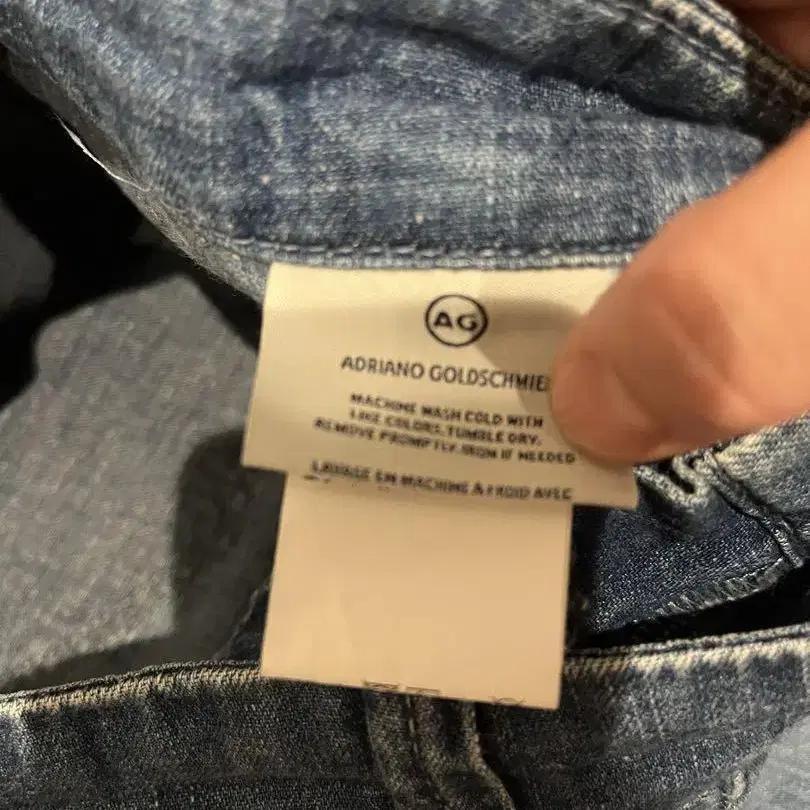 AG
ADRIANO GOLDSCHMIE
MACHINE WASH COLD WITH
LIKE COLORS. TUMBLE DRY.
REMOVE PROMPTLY. IRON IF NEEDED
LAVAGE EN MACHINE À FROID AVEC